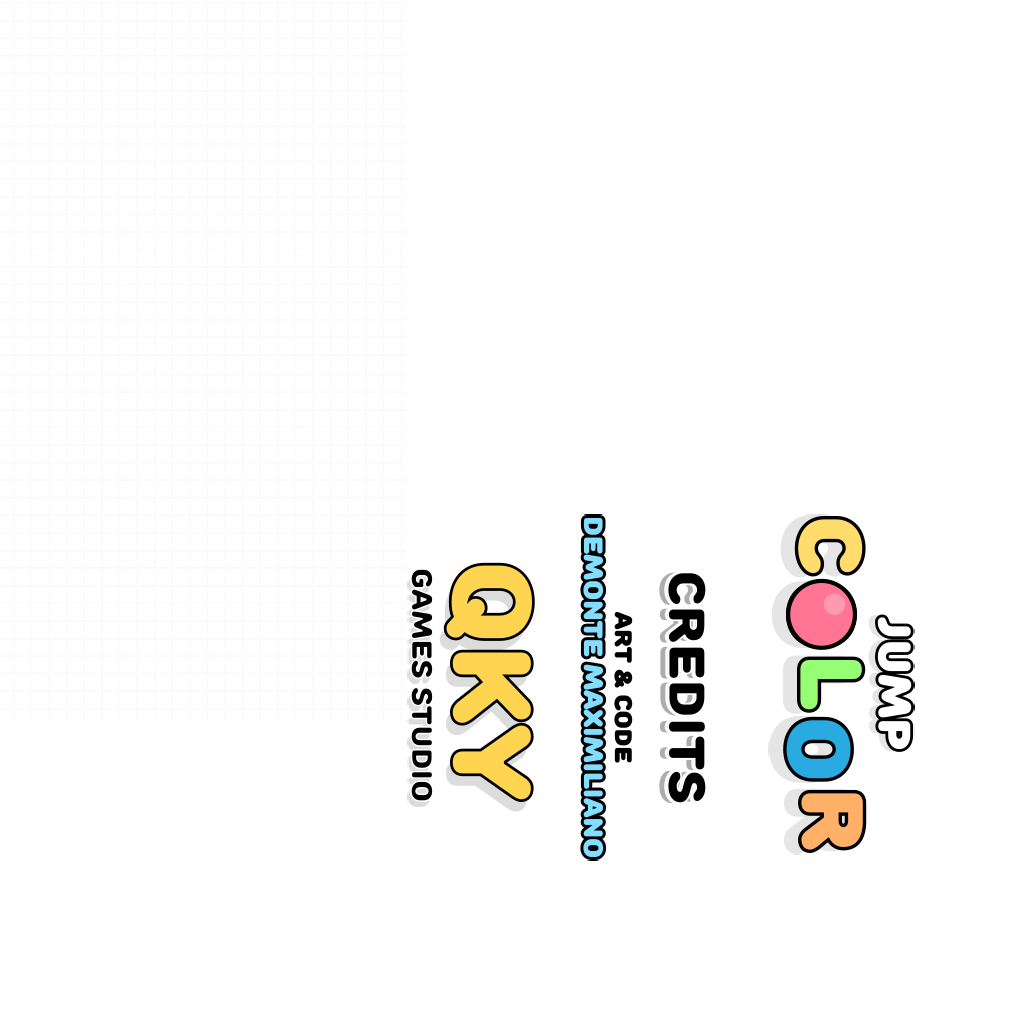 JUMP
COLOR
CREDITS
ART & CODE
DEMONTE MAXIMILIANO
QKY
GAMES STUDIO